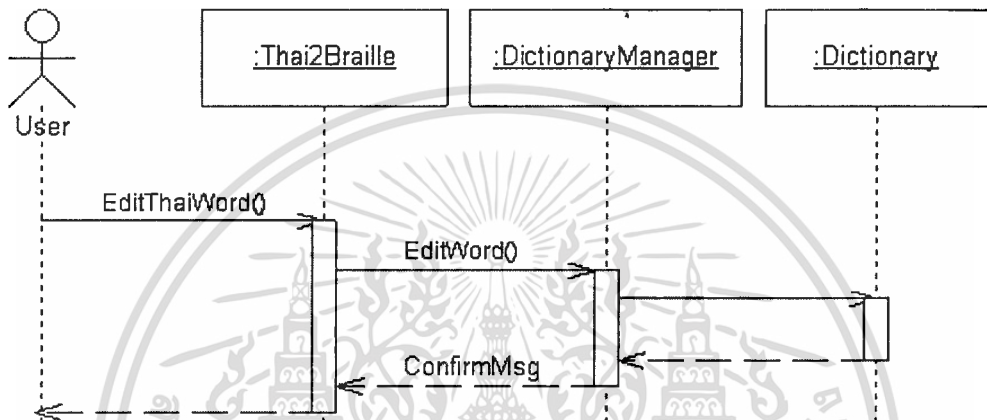 :Thai2Braille
:DictionaryManager
:Dictionary
User
EditThaiWord()
EditWord()
ConfirmMsg